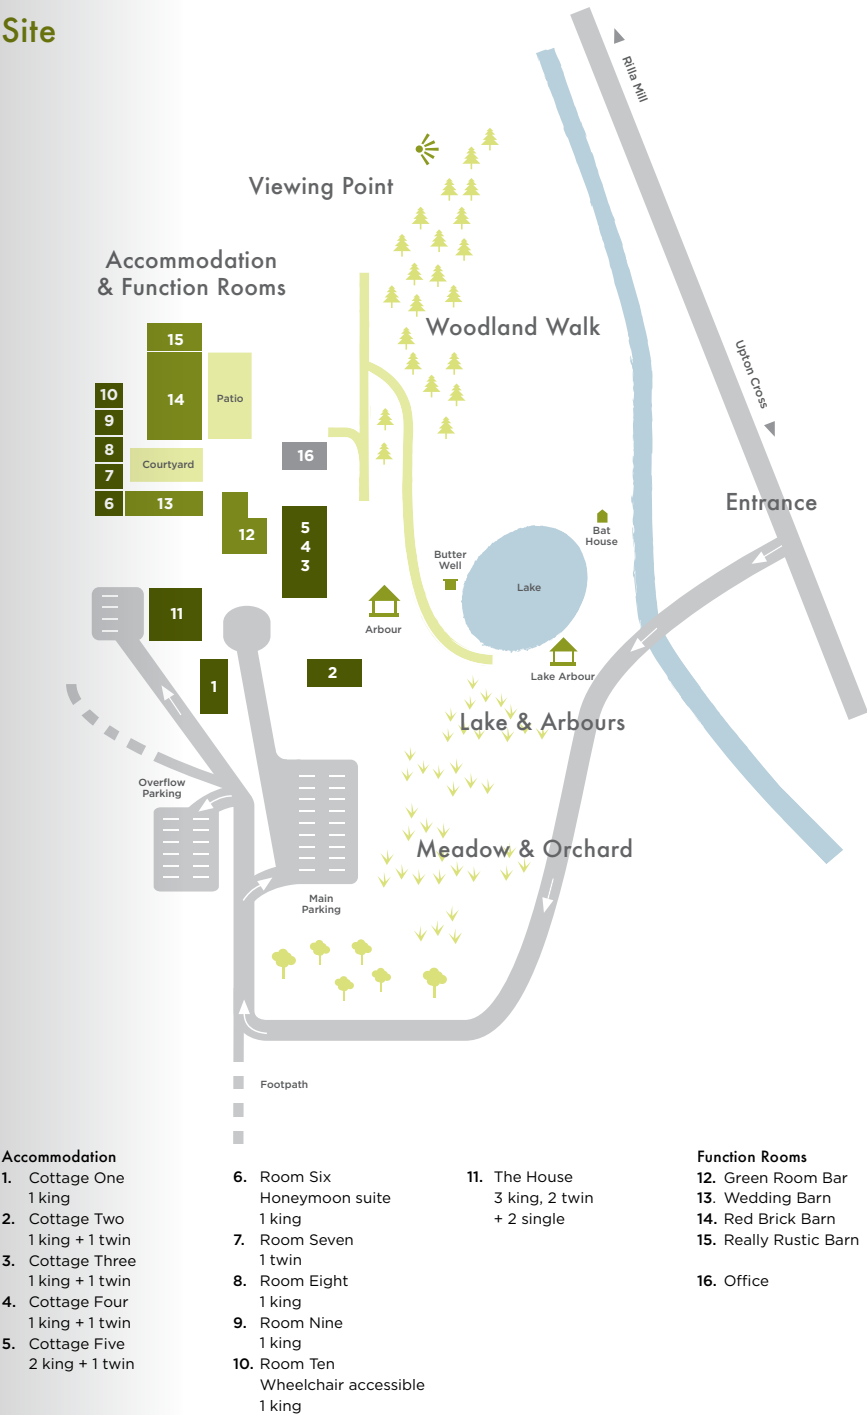 Site
Rilla Mill
Viewing Point
Accommodation
& Function Rooms
Woodland Walk
Upton Cross
15
14
Patio
10
9
8
7
6
Courtyard
13
16
12
5
4
3
Entrance
Bat
House
Butter
Well
Lake
11
Arbour
Lake Arbour
1
2
Lake & Arbours
Overflow
Parking
Meadow & Orchard
Main
Parking
Footpath
Accommodation
1. Cottage One
1 king
2. Cottage Two
1 king + 1 twin
3. Cottage Three
1 king + 1 twin
4. Cottage Four
1 king + 1 twin
5. Cottage Five
2 king + 1 twin
6. Room Six
Honeymoon suite
1 king
7. Room Seven
1 twin
8. Room Eight
1 king
9. Room Nine
1 king
10. Room Ten
Wheelchair accessible
1 king
11. The House
3 king, 2 twin
+ 2 single
Function Rooms
12. Green Room Bar
13. Wedding Barn
14. Red Brick Barn
15. Really Rustic Barn
16. Office